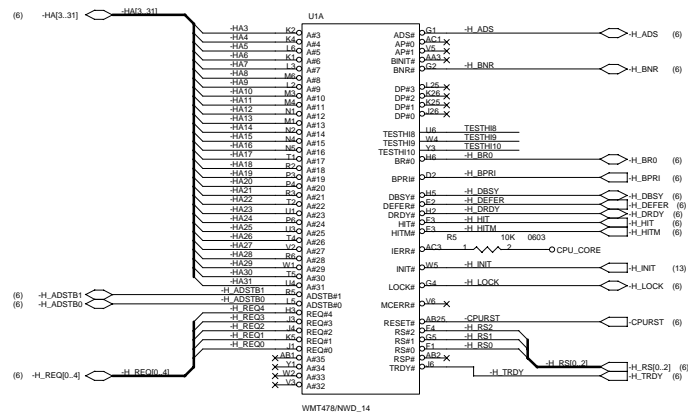 (6) -HA[3..31]
U1A
-HA3 K2 A#3
-HA4 K4 A#4
-HA5 L6 A#5
-HA6 K1 A#6
-HA7 L3 A#7
-HA8 M6 A#8
-HA9 L2 A#9
-HA10 M3 A#10
-HA11 M4 A#11
-HA12 N1 A#12
-HA13 M1 A#13
-HA14 N2 A#14
-HA15 N4 A#15
-HA16 N5 A#16
-HA17 T1 A#17
-HA18 R2 A#18
-HA19 P3 A#19
-HA20 P4 A#20
-HA21 R3 A#21
-HA22 T2 A#22
-HA23 U1 A#23
-HA24 P6 A#24
-HA25 U3 A#25
-HA26 T4 A#26
-HA27 V2 A#27
-HA28 R6 A#28
-HA29 W1 A#29
-HA30 T5 A#30
-HA31 U4 A#31
(6) -H_ADSTB1 -H_ADSTB1 R5 ADSTB#1
(6) -H_ADSTB0 -H_ADSTB0 L5 ADSTB#0
-H_REQ4 H3 REQ#4
-H_REQ3 J3 REQ#3
-H_REQ2 J4 REQ#2
-H_REQ1 K5 REQ#1
-H_REQ0 J1 REQ#0
AB1 A#35
(6) -H_REQ[0..4] -H_REQ[0..4] Y1 A#34
W2 A#33
V3 A#32
ADS# G1 -H_ADS -H_ADS (6)
AP#0 AC1
AP#1 V5
BINIT# AA3
BNR# G2 -H_BNR -H_BNR (6)
DP#3 L25
DP#2 K26
DP#1 K25
DP#0 J26
TESTHI8 U6 TESTHI8
TESTHI9 W4 TESTHI9
TESTHI10 Y3 TESTHI10
BR#0 H6 -H_BR0 -H_BR0 (6)
BPRI# D2 -H_BPRI -H_BPRI (6)
DBSY# H5 -H_DBSY -H_DBSY (6)
DEFER# E2 -H_DEFER -H_DEFER (6)
DRDY# H2 -H_DRDY -H_DRDY (6)
HIT# F3 -H_HIT -H_HIT (6)
HITM# E3 -H_HITM -H_HITM (6)
R5 10K 0603
IERR# AC3 1 2 CPU_CORE
INIT# W5 -H_INIT -H_INIT (13)
LOCK# G4 -H_LOCK -H_LOCK (6)
MCERR# V6
RESET# AB25 -CPURST -CPURST (6)
RS#2 F4 -H_RS2
RS#1 G5 -H_RS1
RS#0 F1 -H_RS0
RSP# AB2 -H_RS[0..2] -H_RS[0..2] (6)
TRDY# J6 -H_TRDY -H_TRDY (6)
WMT478/NWD_14